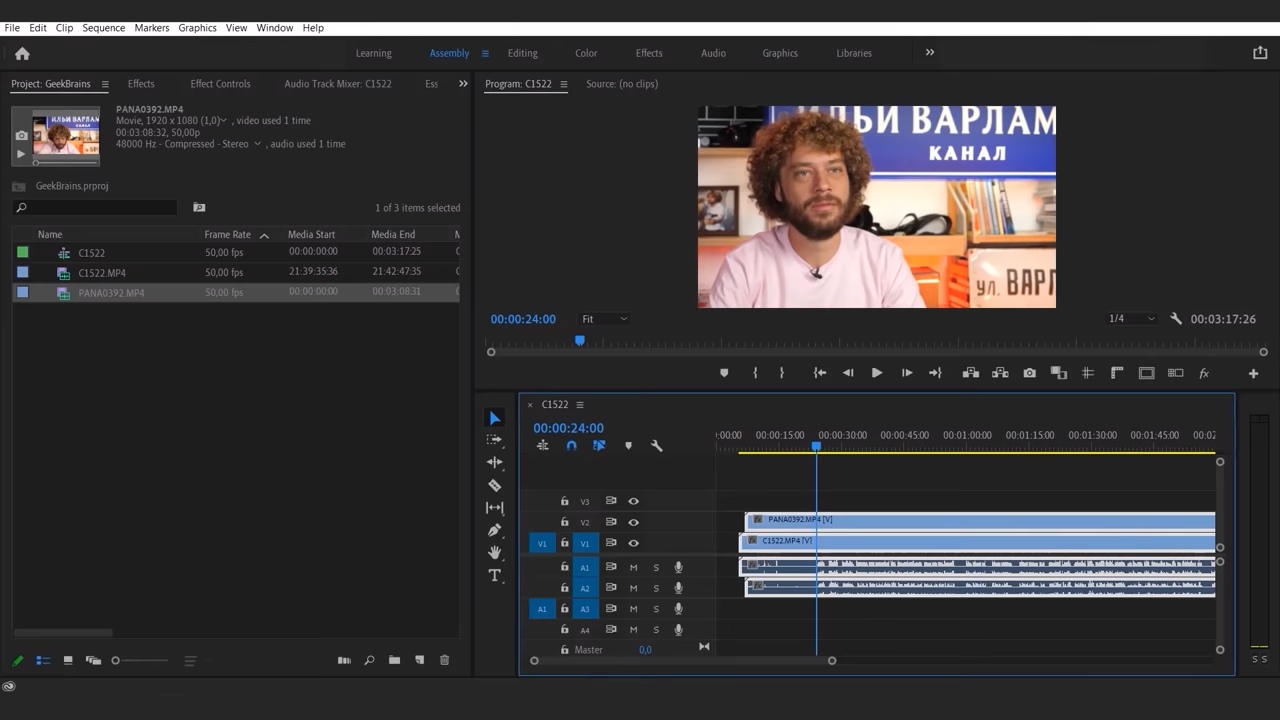 File Edit Clip Sequence Markers Graphics View Window Help
Learning Assembly Editing Color Effects Audio Graphics Libraries
Project: GeekBrains Effects Effect Controls Audio Track Mixer: C1522 Ess
Program: C1522 Source: (no clips)
PANA0392.MP4
Movie, 1920 x 1080 (1,0) , video used 1 time
00:03:08:32, 50,00p
48000 Hz - Compressed - Stereo , audio used 1 time
GeekBrains.prproj
1 of 3 items selected
Name Frame Rate Media Start Media End
C1522 50,00 fps 00:00:00:00 00:03:17:25
C1522.MP4 50,00 fps 21:39:35:36 21:42:47:35
PANA0392.MP4 50,00 fps 00:00:00:00 00:03:08:31
ИЛЬИ ВАРЛАМ
КАНАЛ
ул. ВАРЛ
00:00:24:00 Fit 1/4 00:03:17:26
C1522
00:00:24:00
:00:00 00:00:15:00 00:00:30:00 00:00:45:00 00:01:00:00 00:01:15:00 00:01:30:00 00:01:45:00 00:02
V3
V2 PANA0392.MP4 [V]
V1 V1 C1522.MP4 [V]
A1 M S
A2 M S
A1 A3 M S
A4 M S
Master 0,0
S S